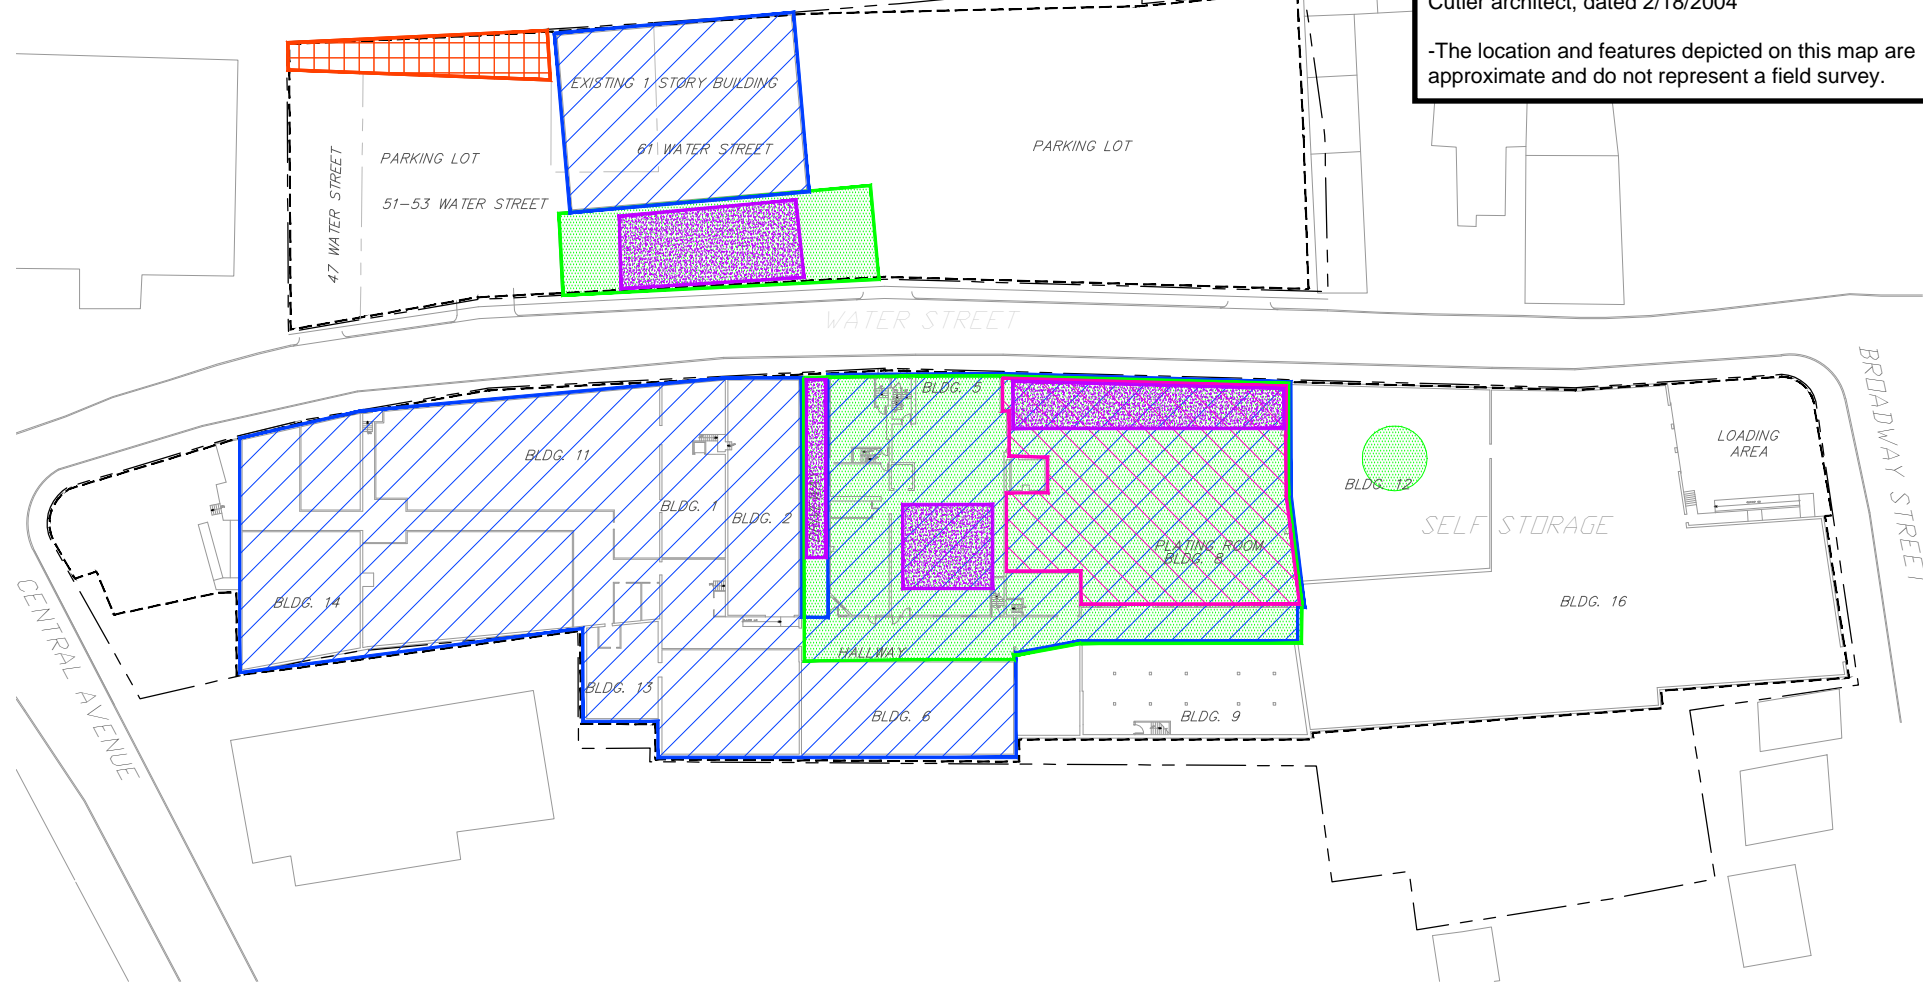 Cutler architect, dated 2/18/2004
-The location and features depicted on this map are
approximate and do not represent a field survey.
EXISTING 1 STORY BUILDING
61 WATER STREET
PARKING LOT
51-53 WATER STREET
47 WATER STREET
PARKING LOT
WATER STREET
BROADWAY STREET
CENTRAL AVENUE
BLDG. 5
BLDG. 11
BLDG. 1
BLDG. 2
BLDG. 14
BLDG. 13
BLDG. 6
HALLWAY
PLATING ROOM
BLDG. 8
BLDG. 9
BLDG. 12
SELF STORAGE
BLDG. 16
LOADING
AREA